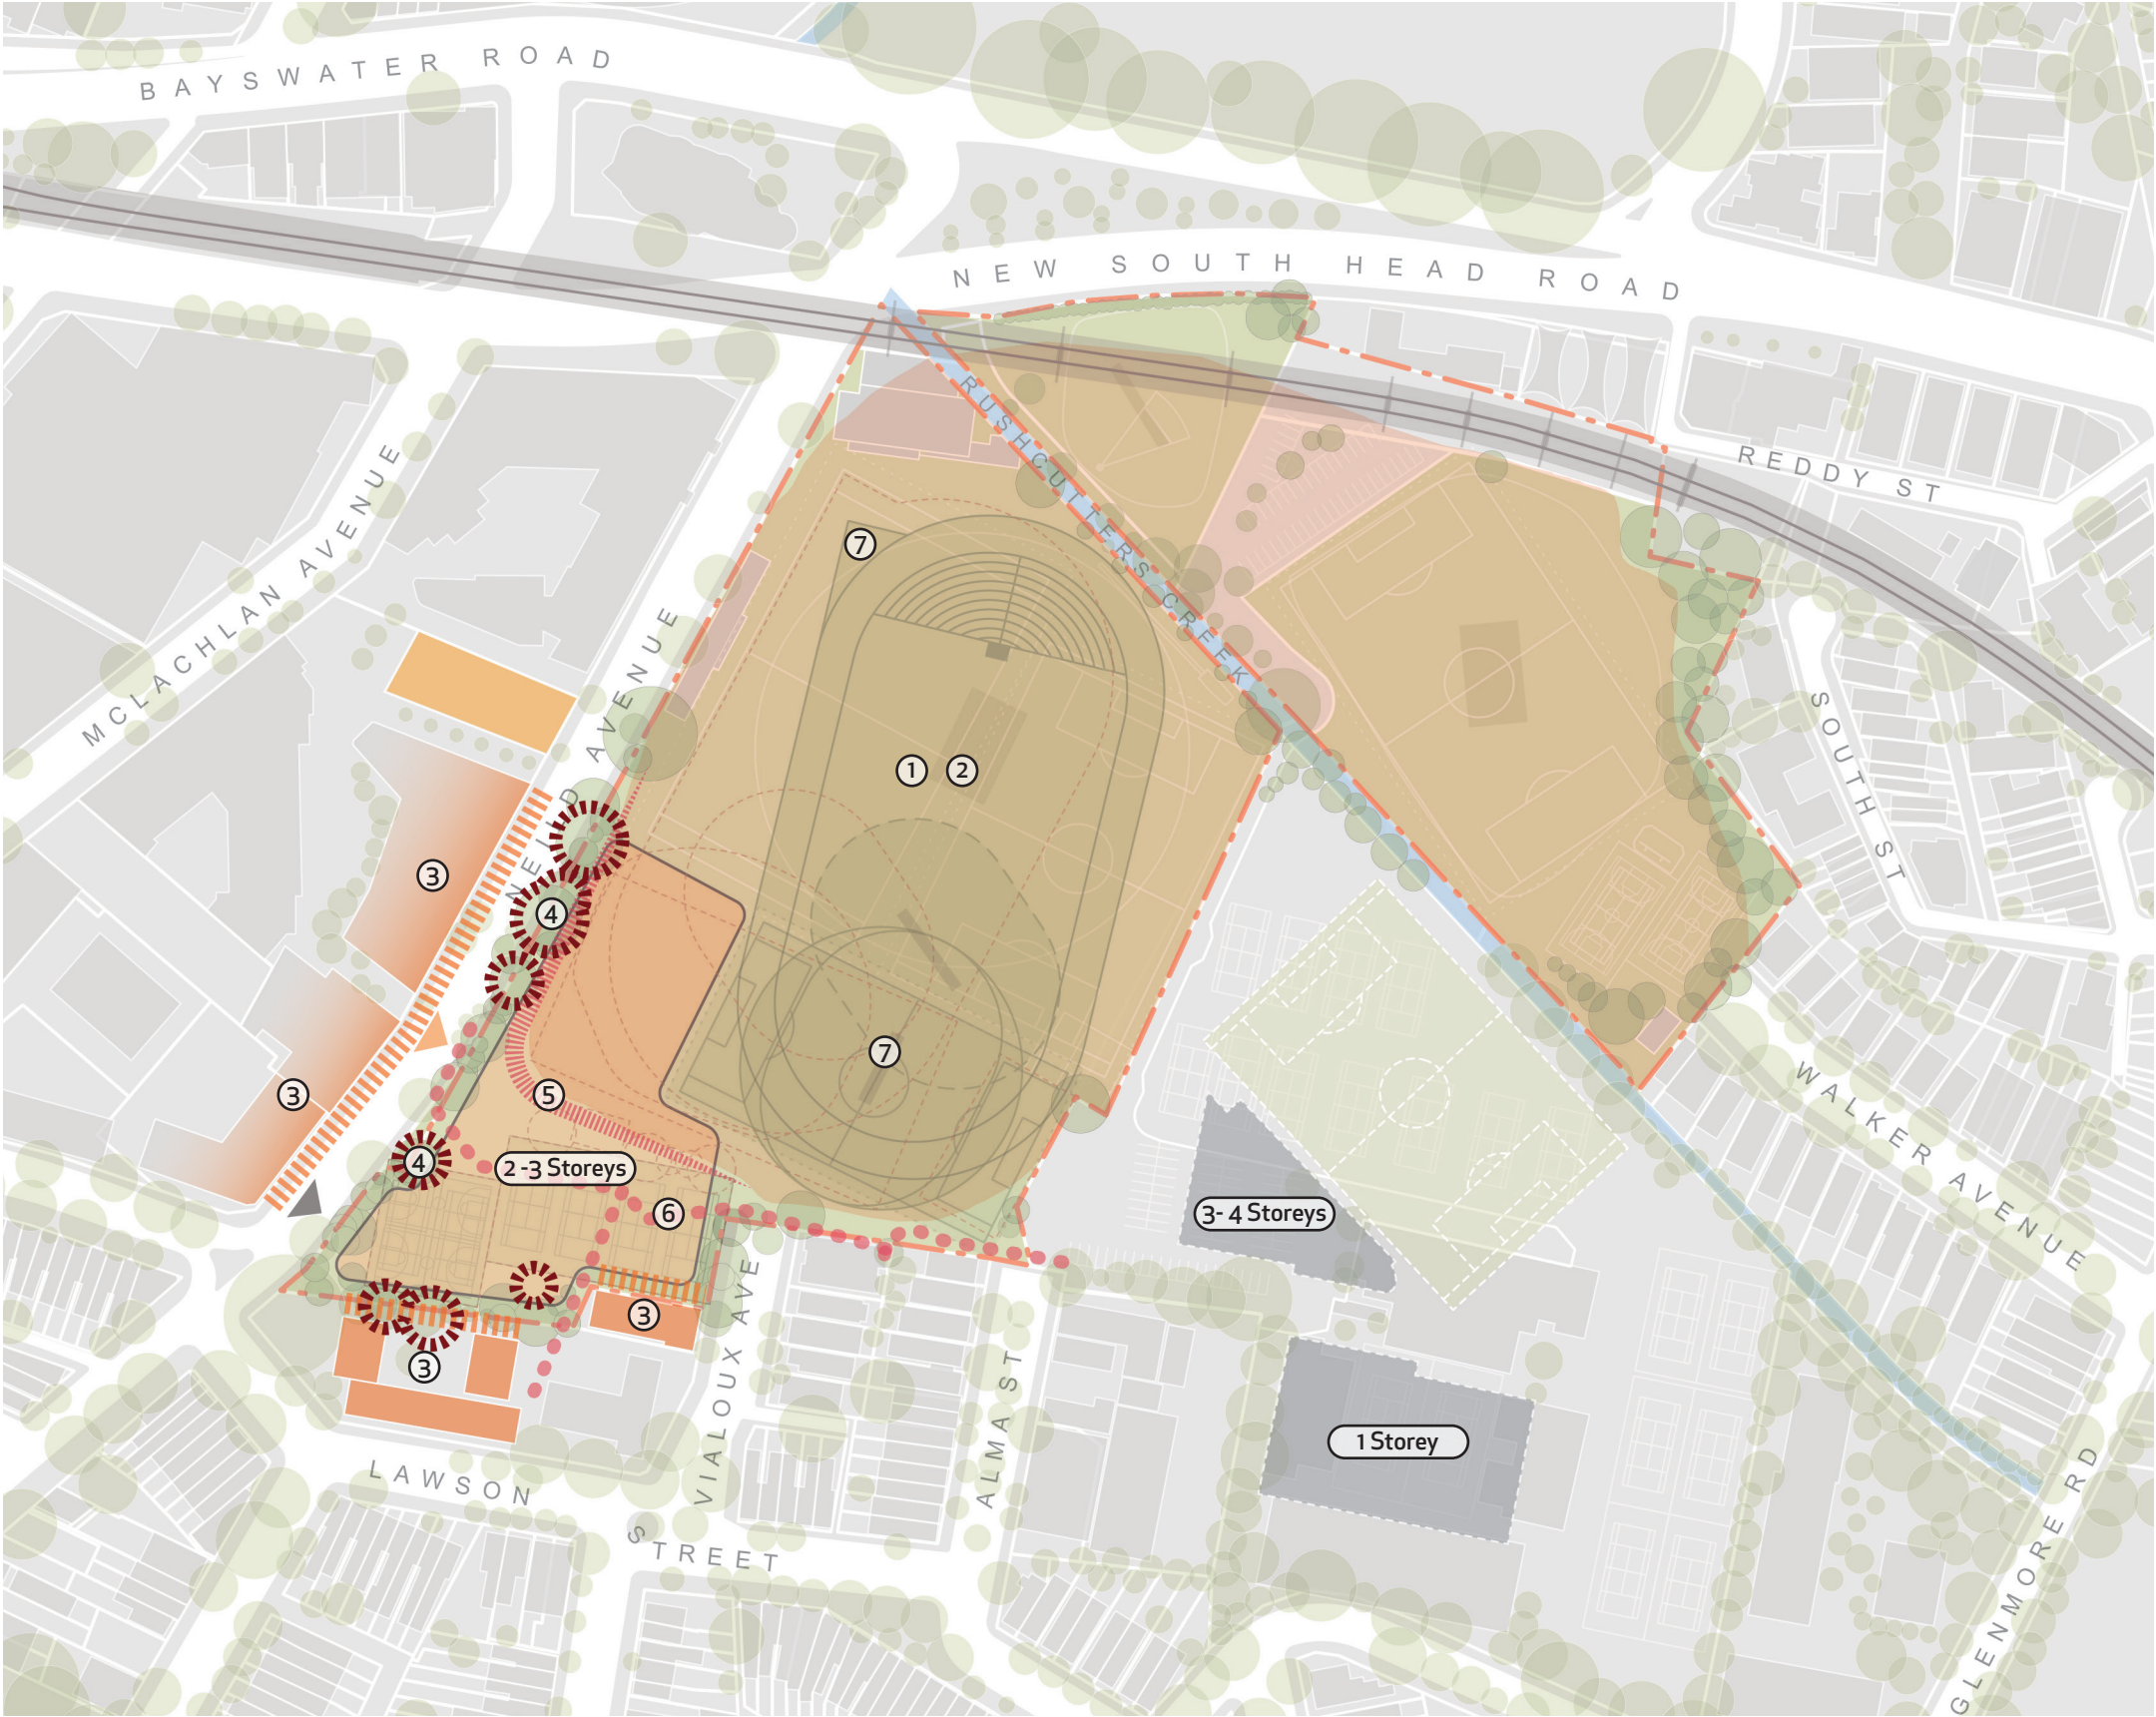 BAYSWATER ROAD
NEW SOUTH HEAD ROAD
RUSHCUTTERS CREEK
REDDY ST
MCLACHLAN AVENUE
NEILD AVENUE
7
SOUTH ST
1
2
3
4
7
3
5
4
2-3 Storeys
6
3-4 Storeys
WALKER AVENUE
3
3
VIALOUX AVE
ALMA ST
1 Storey
LAWSON STREET
GLENMORE RD